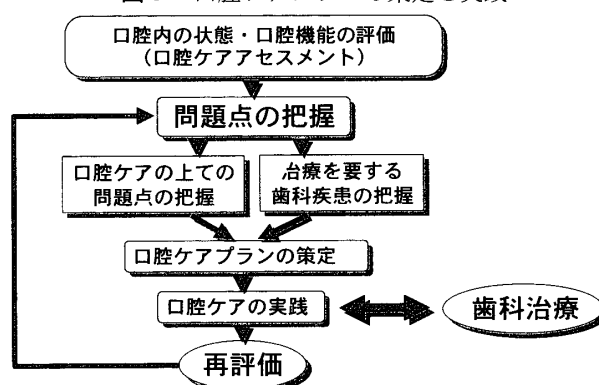 口腔内の状態・口腔機能の評価
（口腔ケアアセスメント）
問題点の把握
口腔ケアの上での
問題点の把握
治療を要する
歯科疾患の把握
口腔ケアプランの策定
口腔ケアの実践
歯科治療
再評価